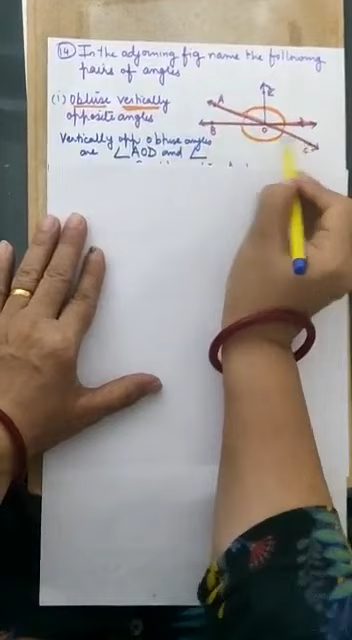 (14) In the adjoining fig name the following
pairs of angles
(i) Obtuse vertically
opposite angles
Vertically opp. obtuse angles
are ∠AOD and ∠
A
E
B
O
C